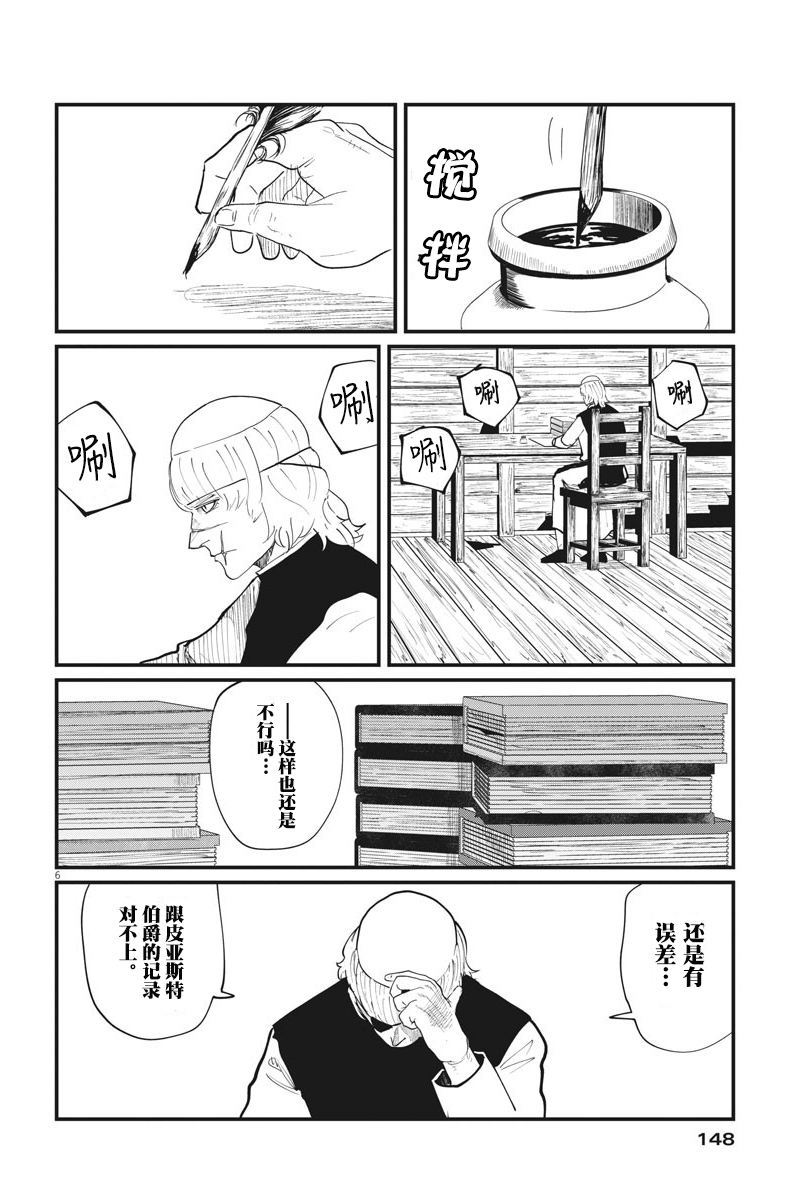 搅
拌
唰
唰
唰
唰
唰
——这样也还是
不行吗…
6
还是有
误差…
跟皮亚斯特
伯爵的记录
对不上。
148